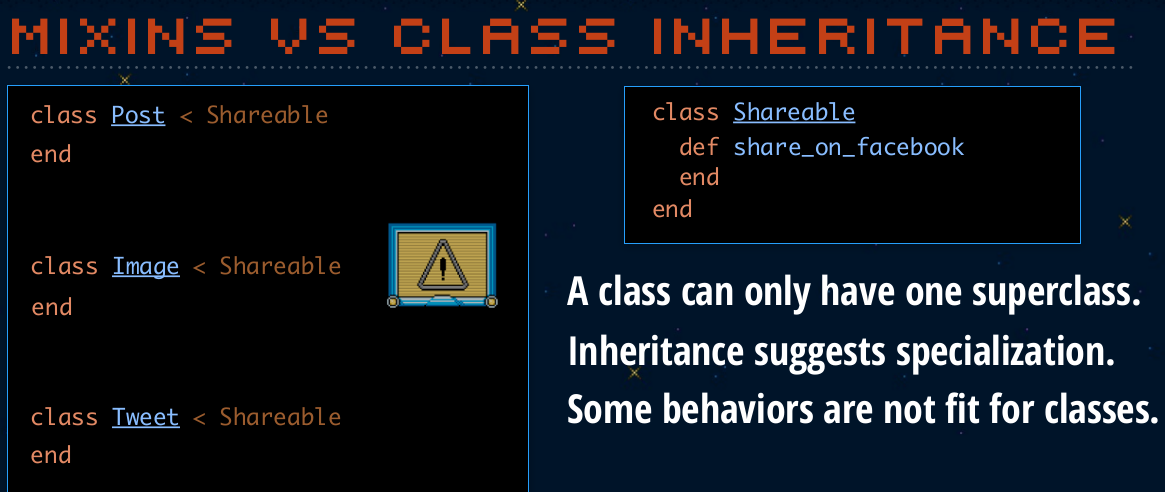 MIXINS VS CLASS INHERITANCE
class Post < Shareable
end
class Image < Shareable
end
class Tweet < Shareable
end
class Shareable
  def share_on_facebook
  end
end
A class can only have one superclass.
Inheritance suggests specialization.
Some behaviors are not fit for classes.